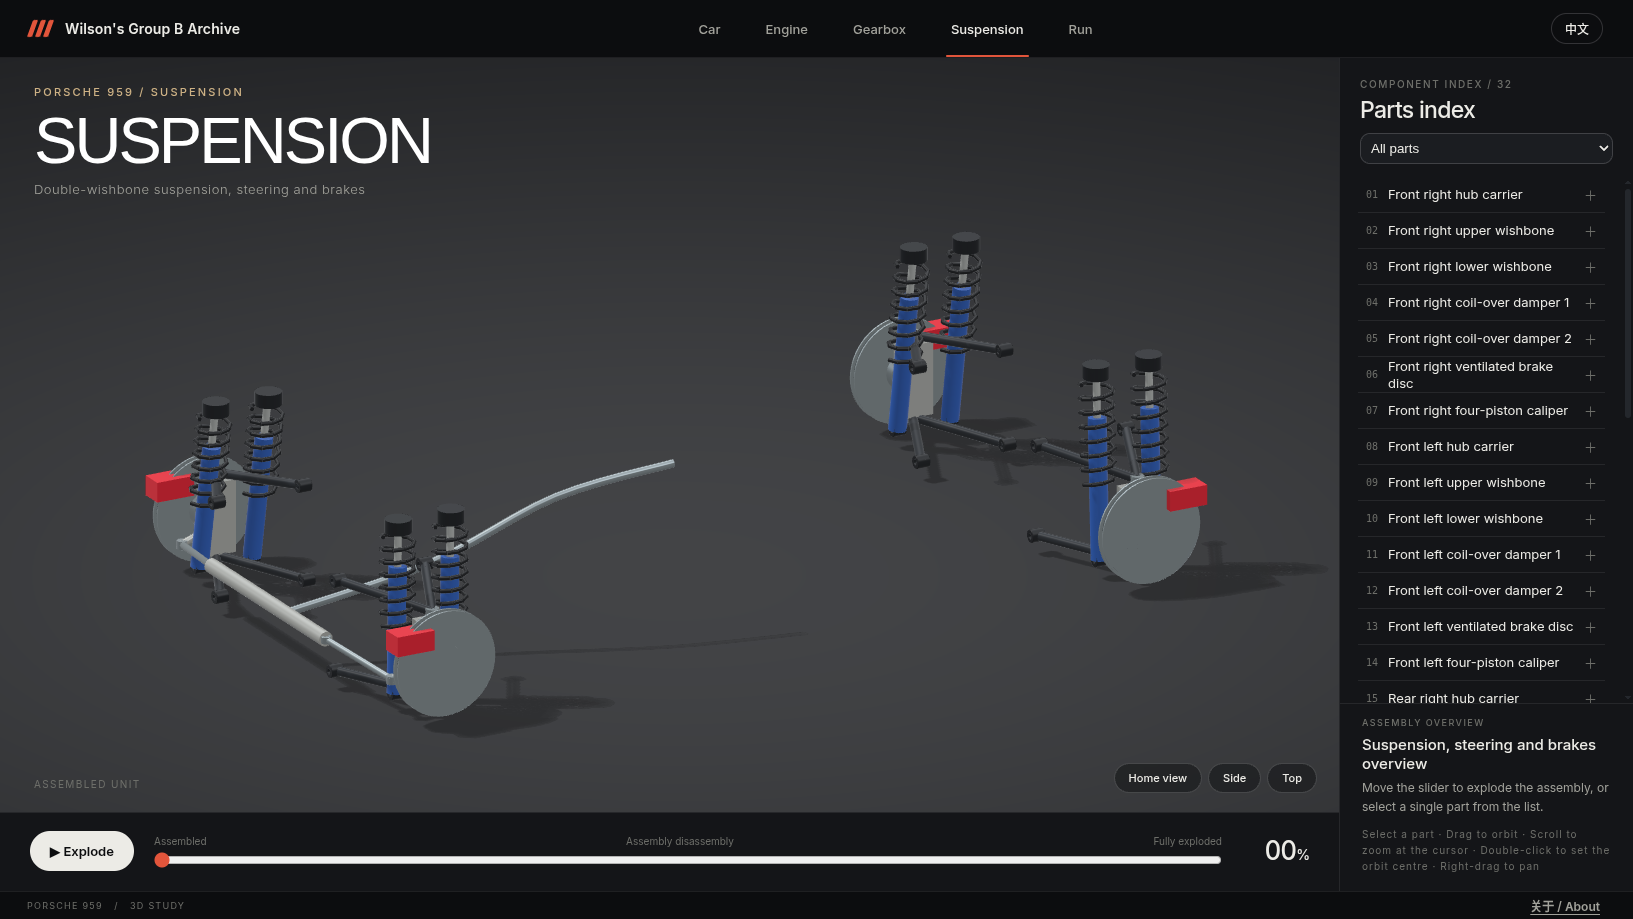 Wilson's Group B Archive
Car
Engine
Gearbox
Suspension
Run
中文
PORSCHE 959 / SUSPENSION
SUSPENSION
Double-wishbone suspension, steering and brakes
ASSEMBLED UNIT
Home view
Side
Top
▶ Explode
Assembled
Assembly disassembly
Fully exploded
00%
COMPONENT INDEX / 32
Parts index
All parts
01 Front right hub carrier +
02 Front right upper wishbone +
03 Front right lower wishbone +
04 Front right coil-over damper 1 +
05 Front right coil-over damper 2 +
06 Front right ventilated brake
disc +
07 Front right four-piston caliper +
08 Front left hub carrier +
09 Front left upper wishbone +
10 Front left lower wishbone +
11 Front left coil-over damper 1 +
12 Front left coil-over damper 2 +
13 Front left ventilated brake disc +
14 Front left four-piston caliper +
15 Rear right hub carrier +
ASSEMBLY OVERVIEW
Suspension, steering and brakes
overview
Move the slider to explode the assembly, or
select a single part from the list.
Select a part · Drag to orbit · Scroll to
zoom at the cursor · Double-click to set the
orbit centre · Right-drag to pan
PORSCHE 959 / 3D STUDY
关于 / About